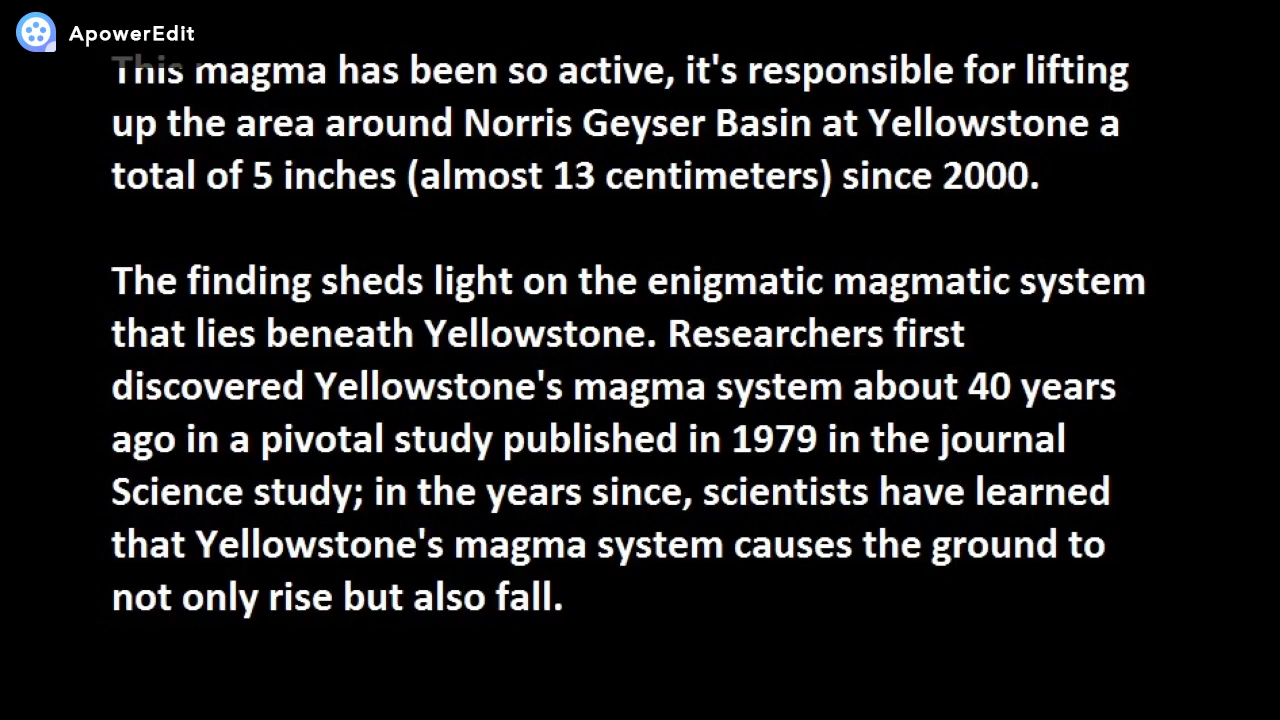 ApowerEdit
This magma has been so active, it's responsible for lifting
up the area around Norris Geyser Basin at Yellowstone a
total of 5 inches (almost 13 centimeters) since 2000.
The finding sheds light on the enigmatic magmatic system
that lies beneath Yellowstone. Researchers first
discovered Yellowstone's magma system about 40 years
ago in a pivotal study published in 1979 in the journal
Science study; in the years since, scientists have learned
that Yellowstone's magma system causes the ground to
not only rise but also fall.